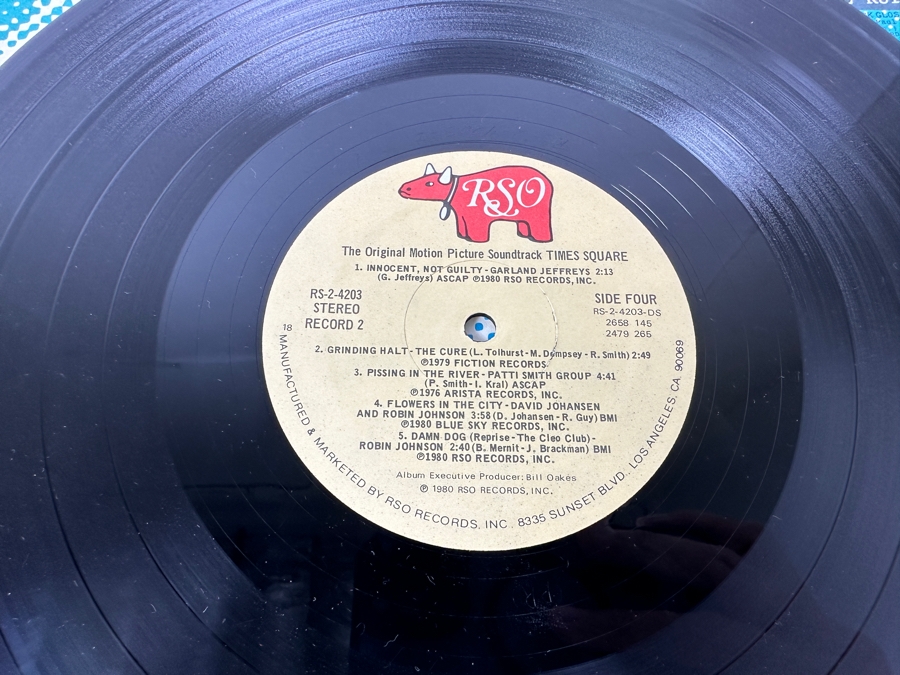 RSO
The Original Motion Picture Soundtrack TIMES SQUARE
1. INNOCENT, NOT GUILTY - GARLAND JEFFREYS 2:13
(G. Jeffreys) ASCAP ℗1980 RSO RECORDS, INC.
RS-2-4203
STEREO
RECORD 2
SIDE FOUR
RS-2-4203-DS
2658 145
2479 265
2. GRINDING HALT - THE CURE (L. Tolhurst - M. Dempsey - R. Smith) 2:49
℗1979 FICTION RECORDS
3. PISSING IN THE RIVER - PATTI SMITH GROUP 4:41
(P. Smith - I. Kral) ASCAP
℗1976 ARISTA RECORDS, INC.
4. FLOWERS IN THE CITY - DAVID JOHANSEN
AND ROBIN JOHNSON 3:58 (D. Johansen - R. Guy) BMI
℗1980 BLUE SKY RECORDS, INC.
5. DAMN DOG (Reprise - The Cleo Club) -
ROBIN JOHNSON 2:40 (B. Mernit - J. Brackman) BMI
℗1980 RSO RECORDS, INC.
Album Executive Producer: Bill Oakes
℗ 1980 RSO RECORDS, INC.
18 MANUFACTURED & MARKETED BY RSO RECORDS, INC. 8335 SUNSET BLVD., LOS ANGELES, CA. 90069